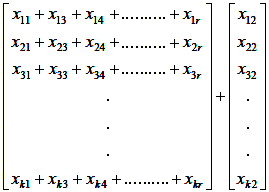 x₁₁ + x₁₃ + x₁₄ + .......... + x₁ᵣ x₁₂
x₂₁ + x₂₃ + x₂₄ + .......... + x₂ᵣ x₂₂
x₃₁ + x₃₃ + x₃₄ + .......... + x₃ᵣ x₃₂
. + .
. .
. .
xₖ₁ + xₖ₃ + xₖ₄ + .......... + xₖᵣ xₖ₂